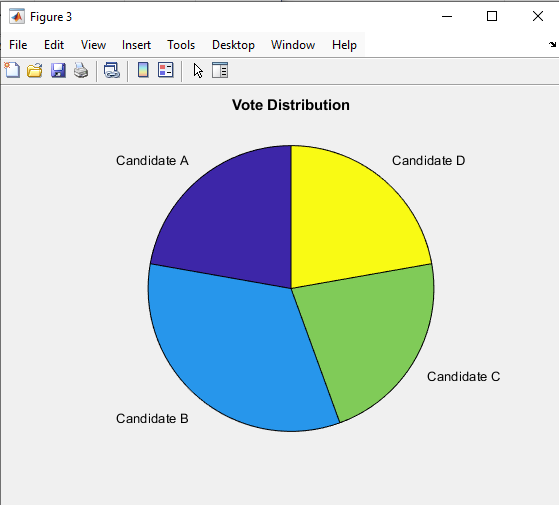 Figure 3
File Edit View Insert Tools Desktop Window Help
Vote Distribution
Candidate A
Candidate D
Candidate C
Candidate B